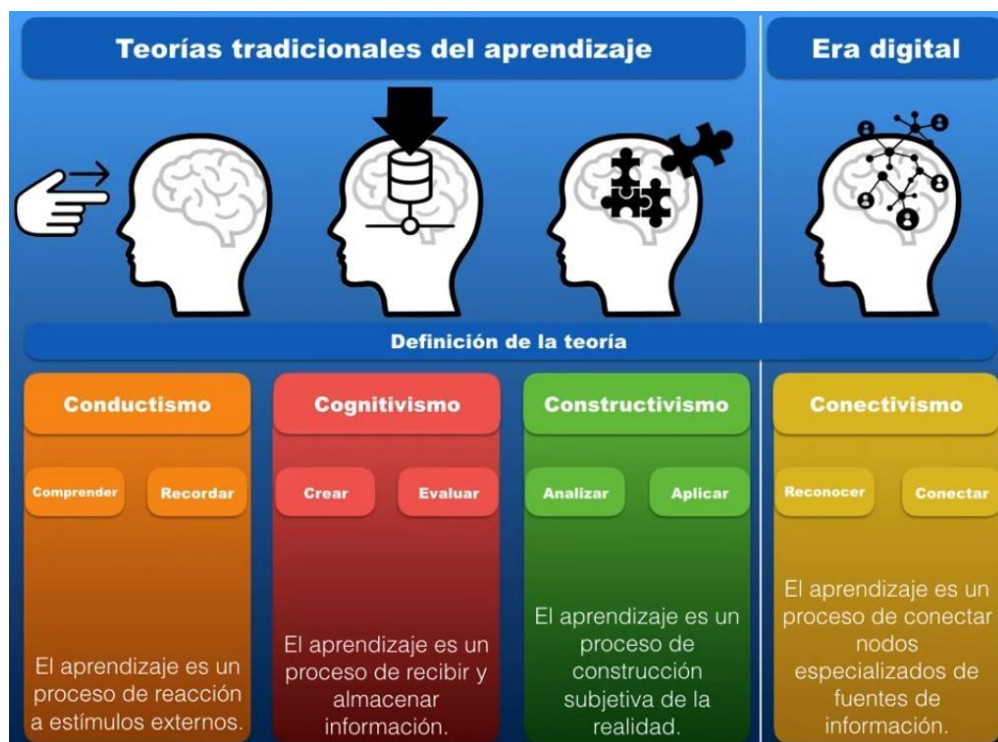 Teorías tradicionales del aprendizaje
Era digital
Definición de la teoría
Conductismo
Comprender
Recordar
El aprendizaje es un
proceso de reacción
a estímulos externos.
Cognitivismo
Crear
Evaluar
El aprendizaje es un
proceso de recibir y
almacenar
información.
Constructivismo
Analizar
Aplicar
El aprendizaje es un
proceso de
construcción
subjetiva de la
realidad.
Conectivismo
Reconocer
Conectar
El aprendizaje es un
proceso de conectar
nodos
especializados de
fuentes de
información.